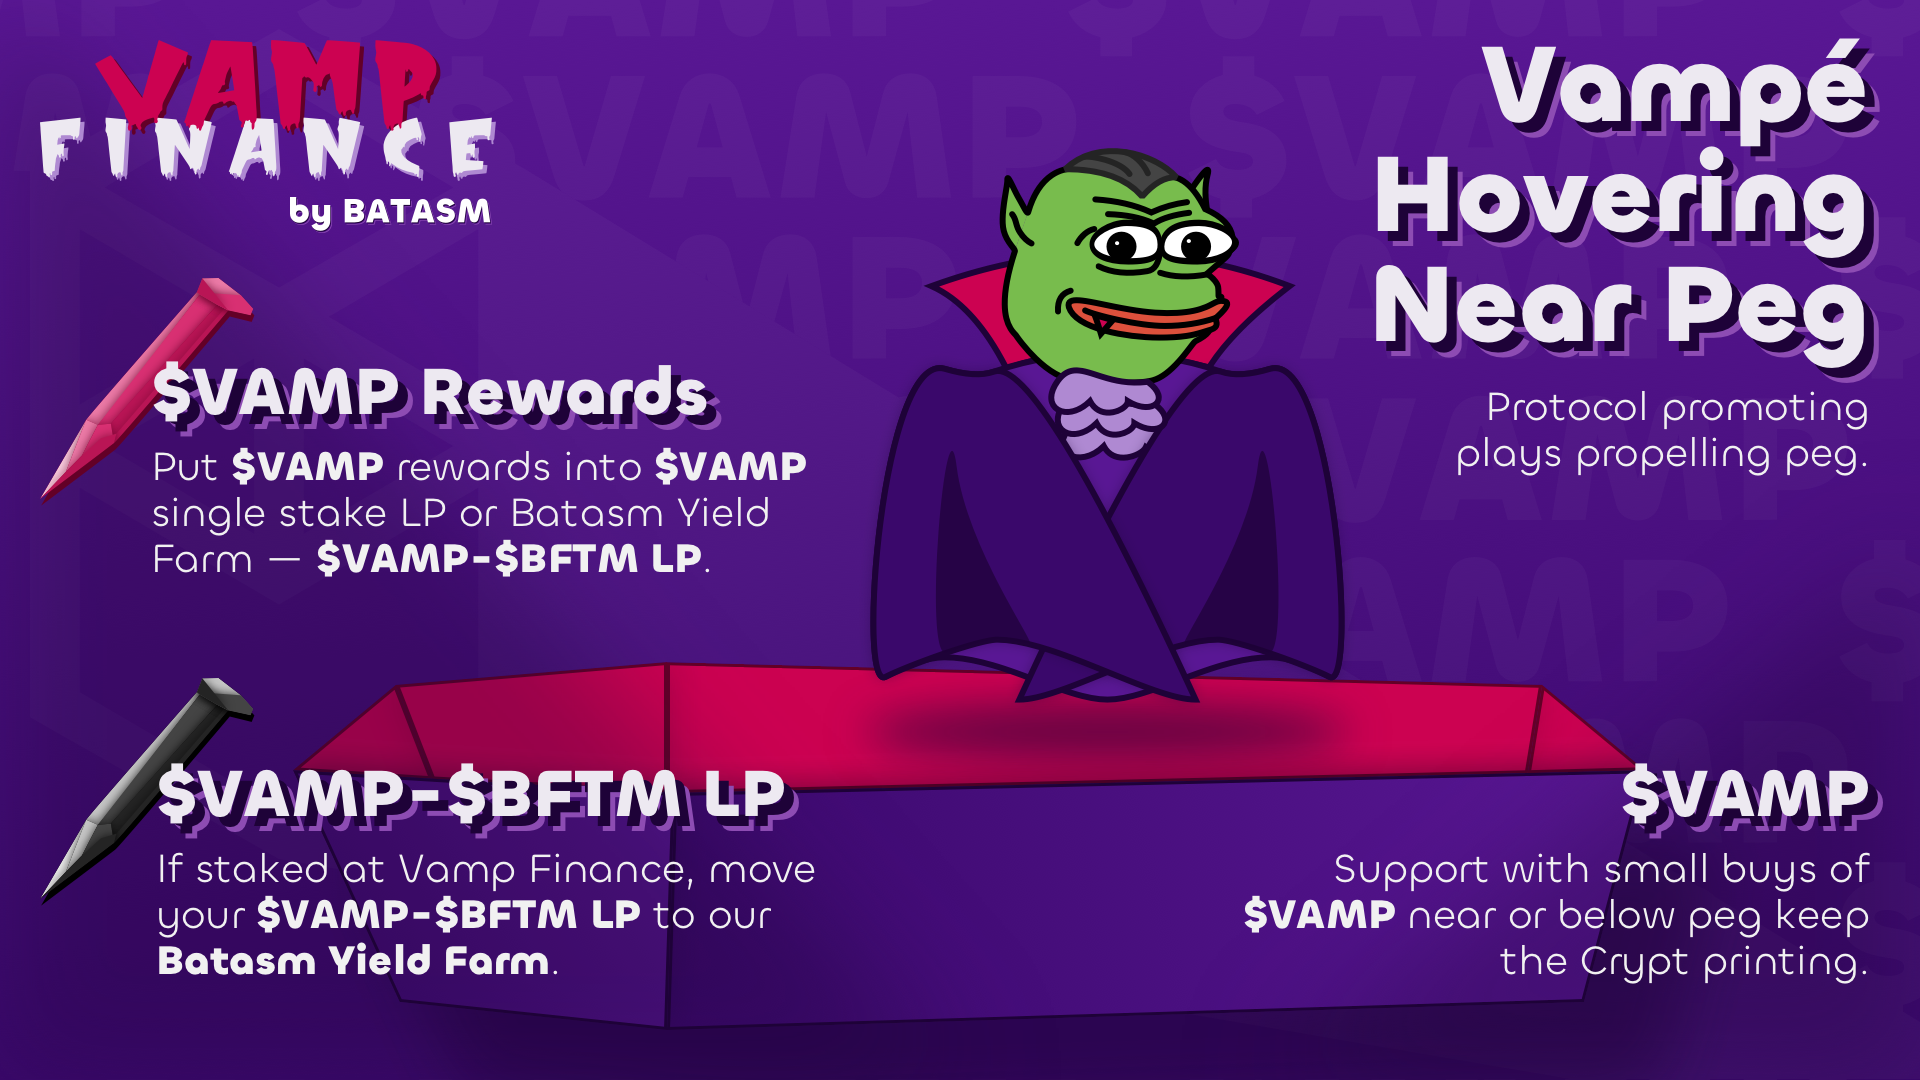 VAMP
FINANCE
by BATASM
Vampé
Hovering
Near Peg
Protocol promoting
plays propelling peg.
$VAMP Rewards
Put $VAMP rewards into $VAMP
single stake LP or Batasm Yield
Farm — $VAMP-$BFTM LP.
$VAMP-$BFTM LP
If staked at Vamp Finance, move
your $VAMP-$BFTM LP to our
Batasm Yield Farm.
$VAMP
Support with small buys of
$VAMP near or below peg keep
the Crypt printing.